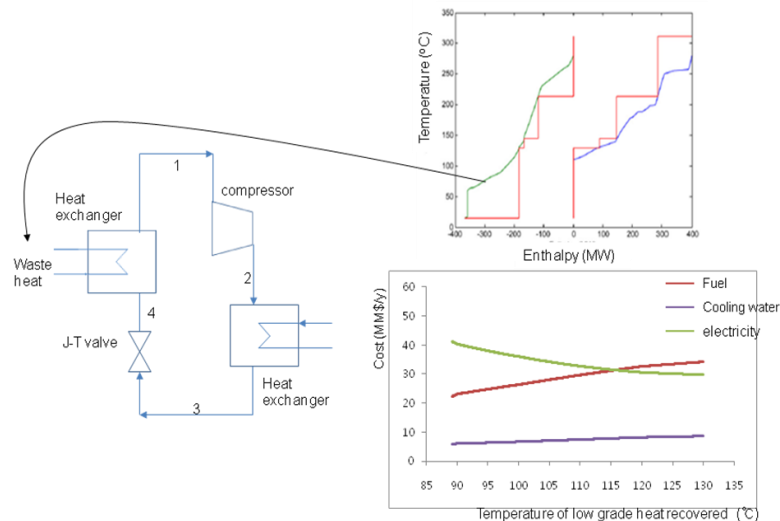 350
300
250
200
150
100
50
0
Temperature (°C)
-400 -300 -200 -100 0 100 200 300 400
Enthalpy (MW)
1
compressor
Heat
exchanger
Waste
heat
2
4
J-T valve
Heat
exchanger
3
60
50
40
30
20
10
0
Cost (MM$/y)
Fuel
Cooling water
electricity
85 90 95 100 105 110 115 120 125 130 135
Temperature of low grade heat recovered (℃)